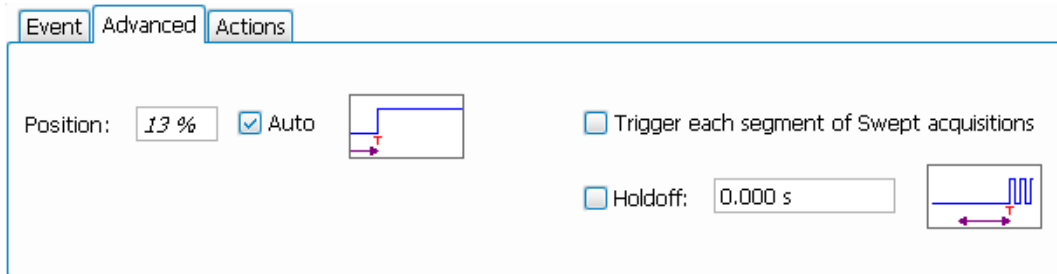 Event Advanced Actions
Position: 13 % Auto T Trigger each segment of Swept acquisitions
Holdoff: 0.000 s T